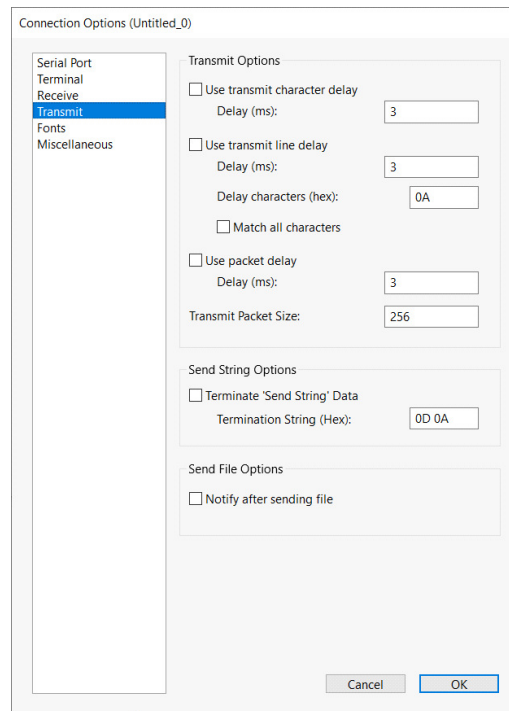 Connection Options (Untitled_0)
Serial Port
Terminal
Receive
Transmit
Fonts
Miscellaneous
Transmit Options
Use transmit character delay
Delay (ms): 3
Use transmit line delay
Delay (ms): 3
Delay characters (hex): 0A
Match all characters
Use packet delay
Delay (ms): 3
Transmit Packet Size: 256
Send String Options
Terminate 'Send String' Data
Termination String (Hex): 0D 0A
Send File Options
Notify after sending file
Cancel OK